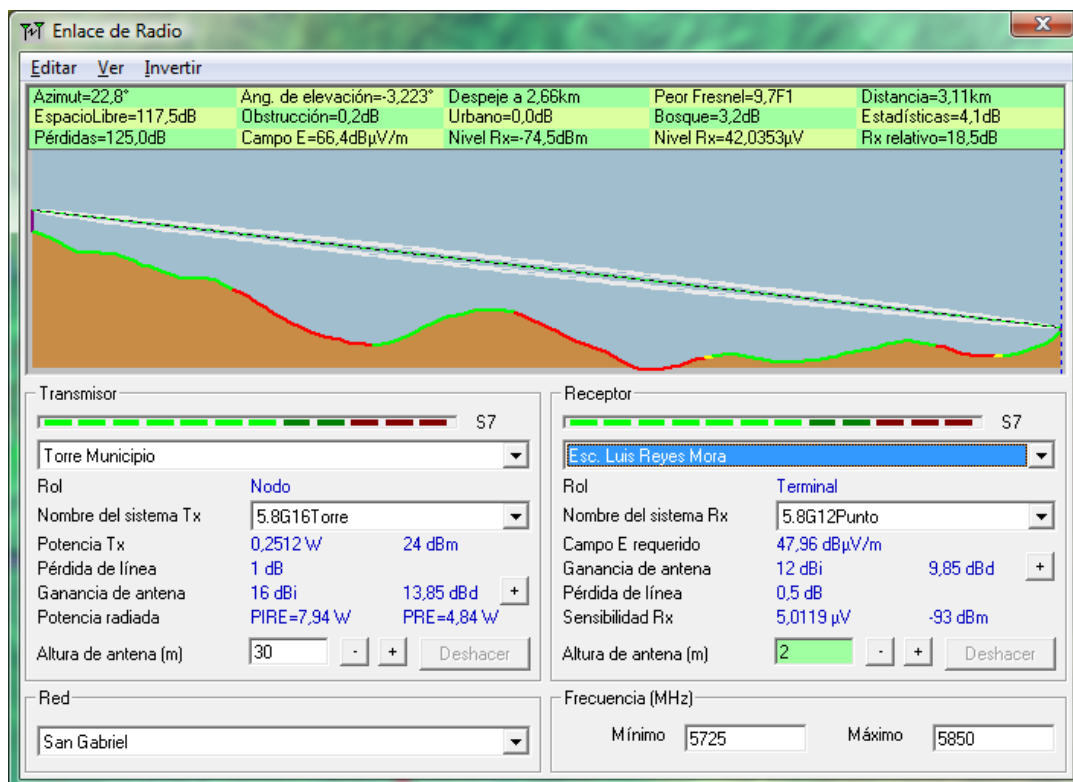 Enlace de Radio
Editar Ver Invertir
Azimut=22,8° Ang. de elevación=-3,223° Despeje a 2,66km Peor Fresnel=9,7F1 Distancia=3,11km
EspacioLibre=117,5dB Obstrucción=0,2dB Urbano=0,0dB Bosque=3,2dB Estadísticas=4,1dB
Pérdidas=125,0dB Campo E=66,4dBµV/m Nivel Rx=-74,5dBm Nivel Rx=42,0353µV Rx relativo=18,5dB
Transmisor
S7
Torre Municipio
Rol Nodo
Nombre del sistema Tx 5.8G16Torre
Potencia Tx 0,2512 W 24 dBm
Pérdida de línea 1 dB
Ganancia de antena 16 dBi 13,85 dBd +
Potencia radiada PIRE=7,94 W PRE=4,84 W
Altura de antena (m) 30 - + Deshacer
Receptor
S7
Esc. Luis Reyes Mora
Rol Terminal
Nombre del sistema Rx 5.8G12Punto
Campo E requerido 47,96 dBµV/m
Ganancia de antena 12 dBi 9,85 dBd +
Pérdida de línea 0,5 dB
Sensibilidad Rx 5,0119 µV -93 dBm
Altura de antena (m) 2 - + Deshacer
Red
San Gabriel
Frecuencia (MHz)
Mínimo 5725 Máximo 5850